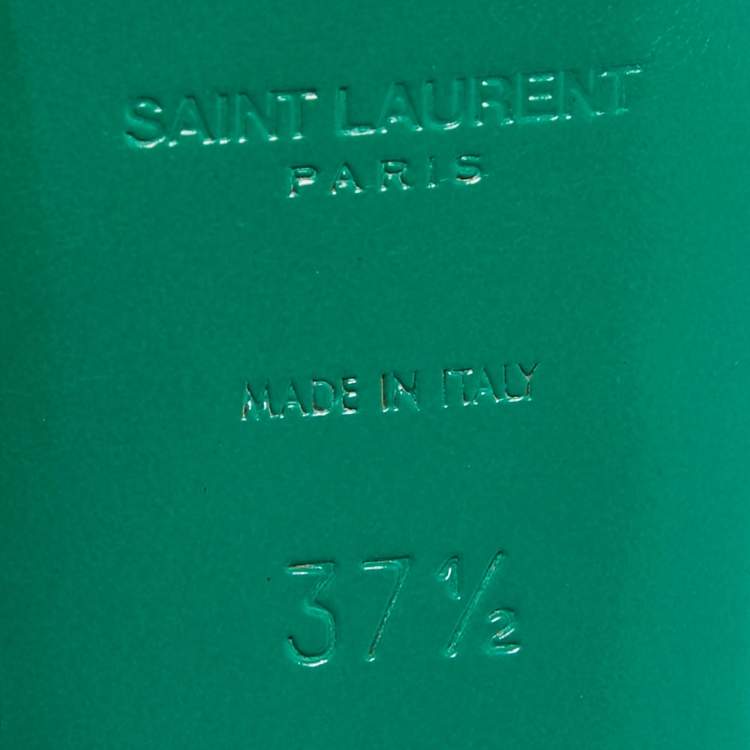 SAINT LAURENT
PARIS
MADE IN ITALY
37½